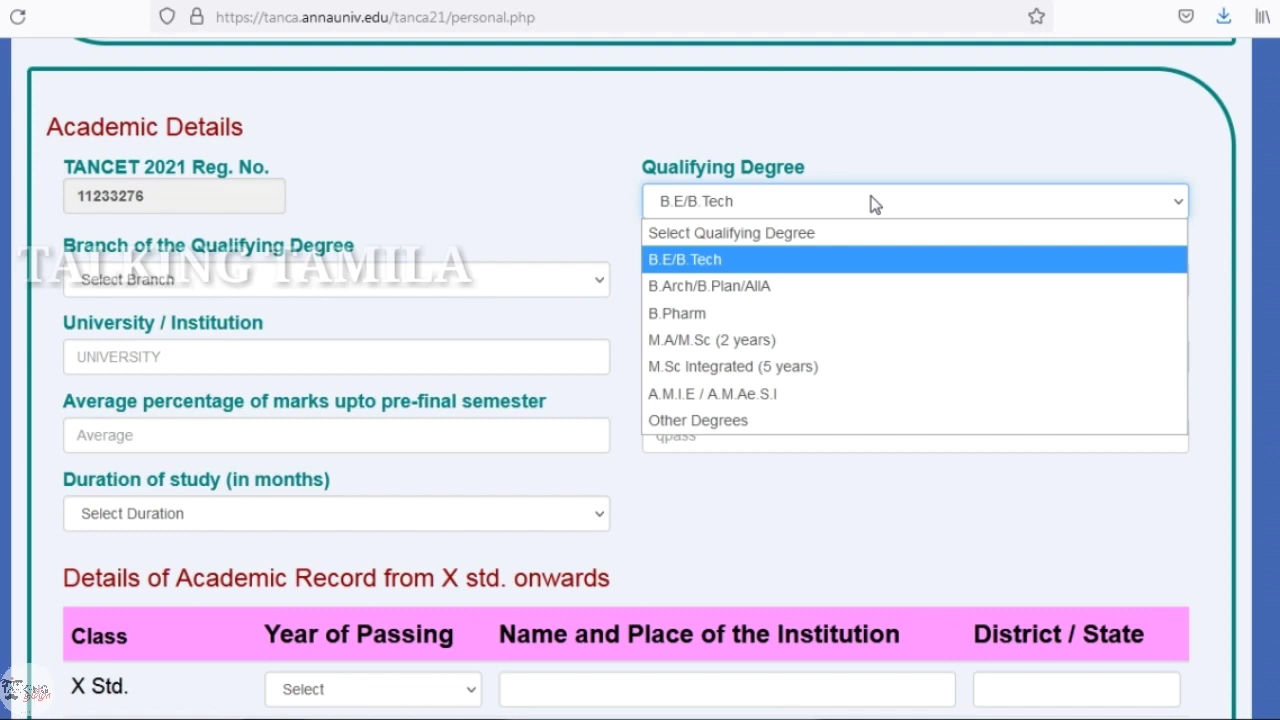 https://tanca.annauniv.edu/tanca21/personal.php
Academic Details
TANCET 2021 Reg. No.
Qualifying Degree
11233276
B.E/B.Tech
Select Qualifying Degree
B.E/B.Tech
B.Arch/B.Plan/AIIA
B.Pharm
M.A/M.Sc (2 years)
M.Sc Integrated (5 years)
A.M.I.E / A.M.Ae.S.I
Other Degrees
Branch of the Qualifying Degree
TALKING TAMILA
Select Branch
University / Institution
UNIVERSITY
Average percentage of marks upto pre-final semester
Average
qpass
Duration of study (in months)
Select Duration
Details of Academic Record from X std. onwards
Class Year of Passing Name and Place of the Institution District / State
X Std. Select